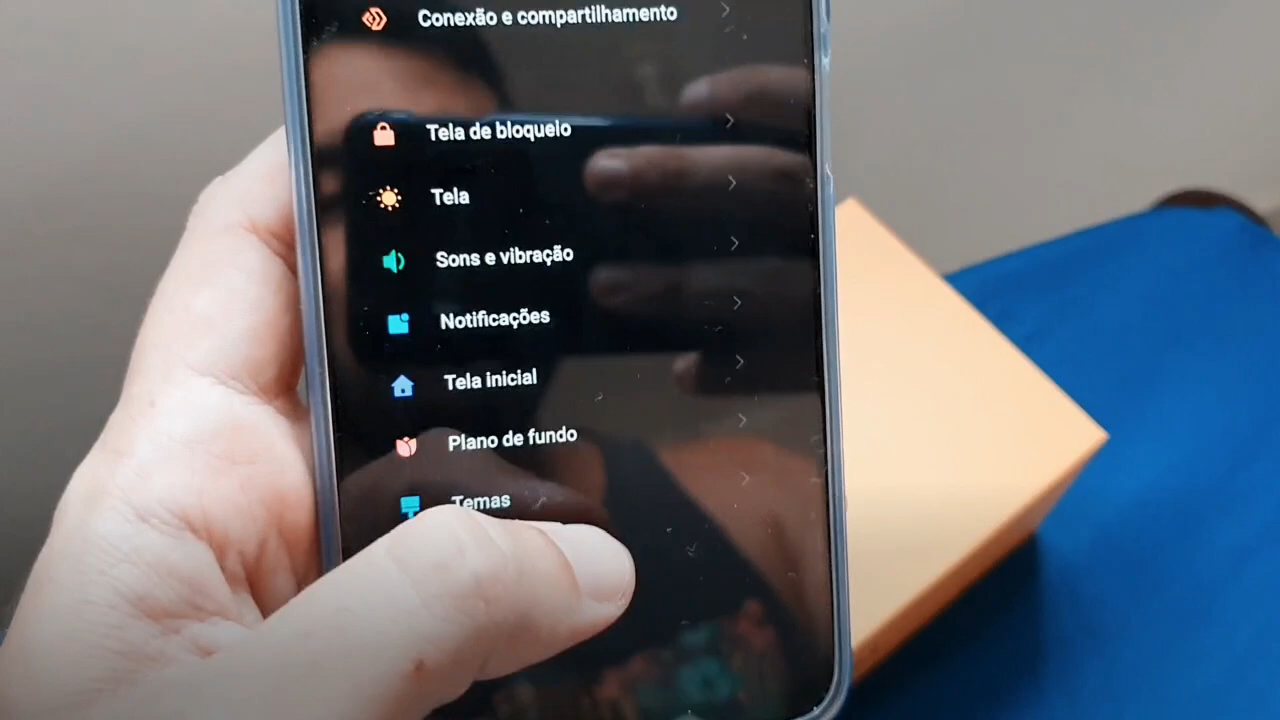 Conexão e compartilhamento
Tela de bloqueio
Tela
Sons e vibração
Notificações
Tela inicial
Plano de fundo
Temas